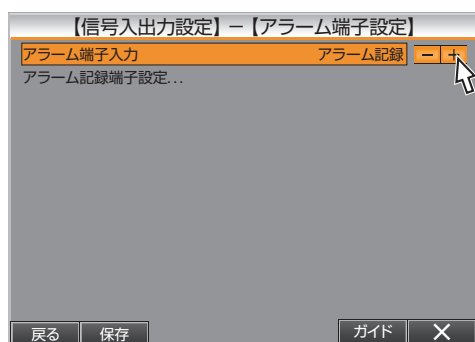 【信号入出力設定】－【アラーム端子設定】
アラーム端子入力 アラーム記録 － ＋
アラーム記録端子設定...
戻る 保存 ガイド ×